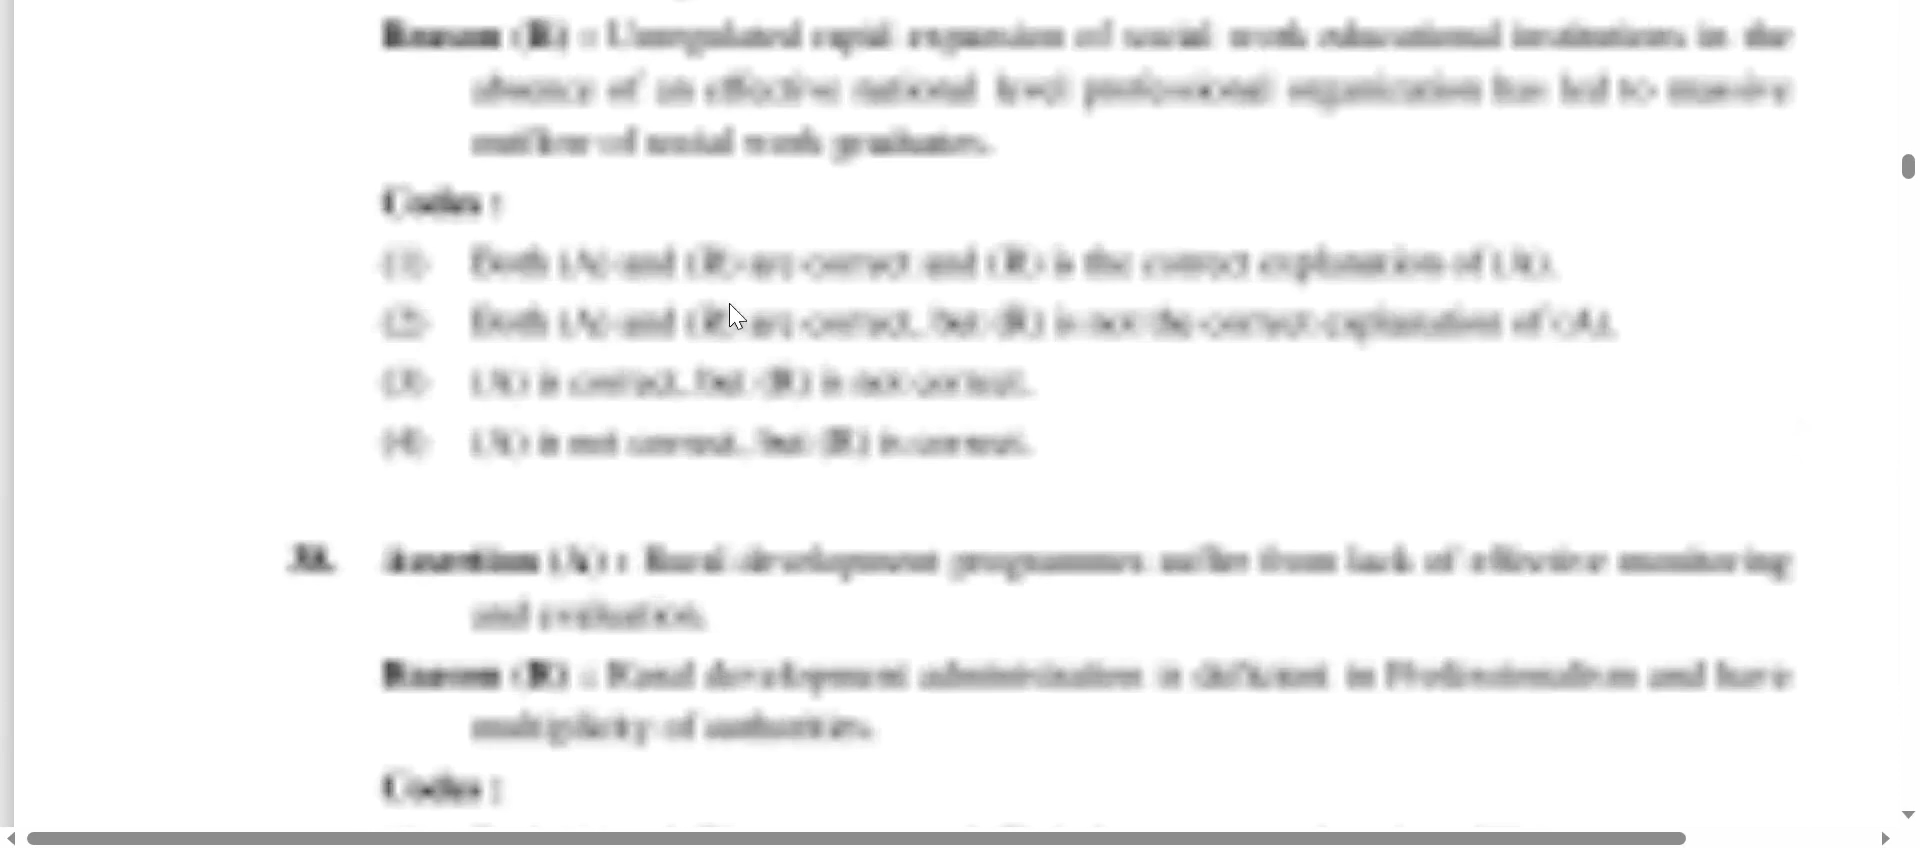 Reason (R) : Unregulated rapid expansion of social work educational institutions in the
absence of an effective national level professional organization has led to massive
outflow of social work graduates.
Codes :
(1) Both (A) and (R) are correct and (R) is the correct explanation of (A).
(2) Both (A) and (R) are correct, but (R) is not the correct explanation of (A).
(3) (A) is correct, but (R) is not correct.
(4) (A) is not correct, but (R) is correct.
Assertion (A) : Rural development programmes suffer from lack of effective monitoring
and evaluation.
Reason (R) : Rural development administration is deficient in Professionalism and have
multiplicity of authorities.
Codes :